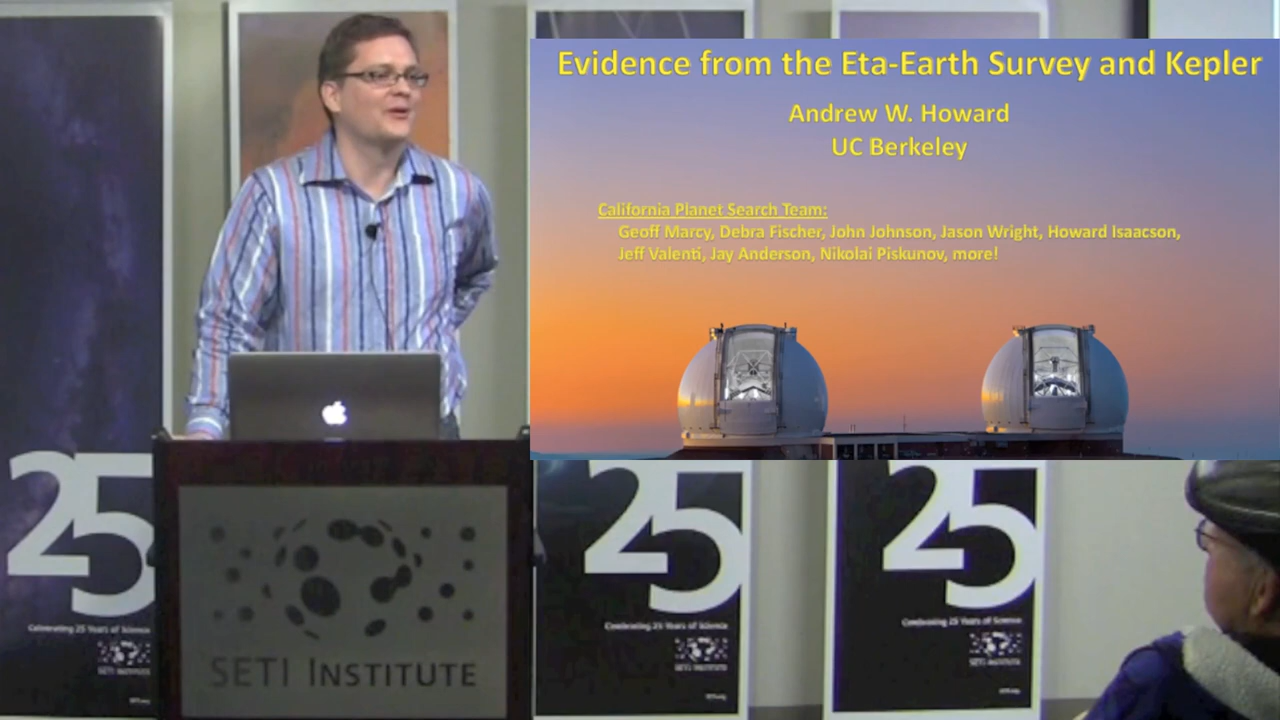 Evidence from the Eta-Earth Survey and Kepler
Andrew W. Howard
UC Berkeley
California Planet Search Team:
Geoff Marcy, Debra Fischer, John Johnson, Jason Wright, Howard Isaacson,
Jeff Valenti, Jay Anderson, Nikolai Piskunov, more!
25
Celebrating 25 Years of Science
SETI INSTITUTE
25
Celebrating 25 Years of Science
25
Celebrating 25 Years of Science